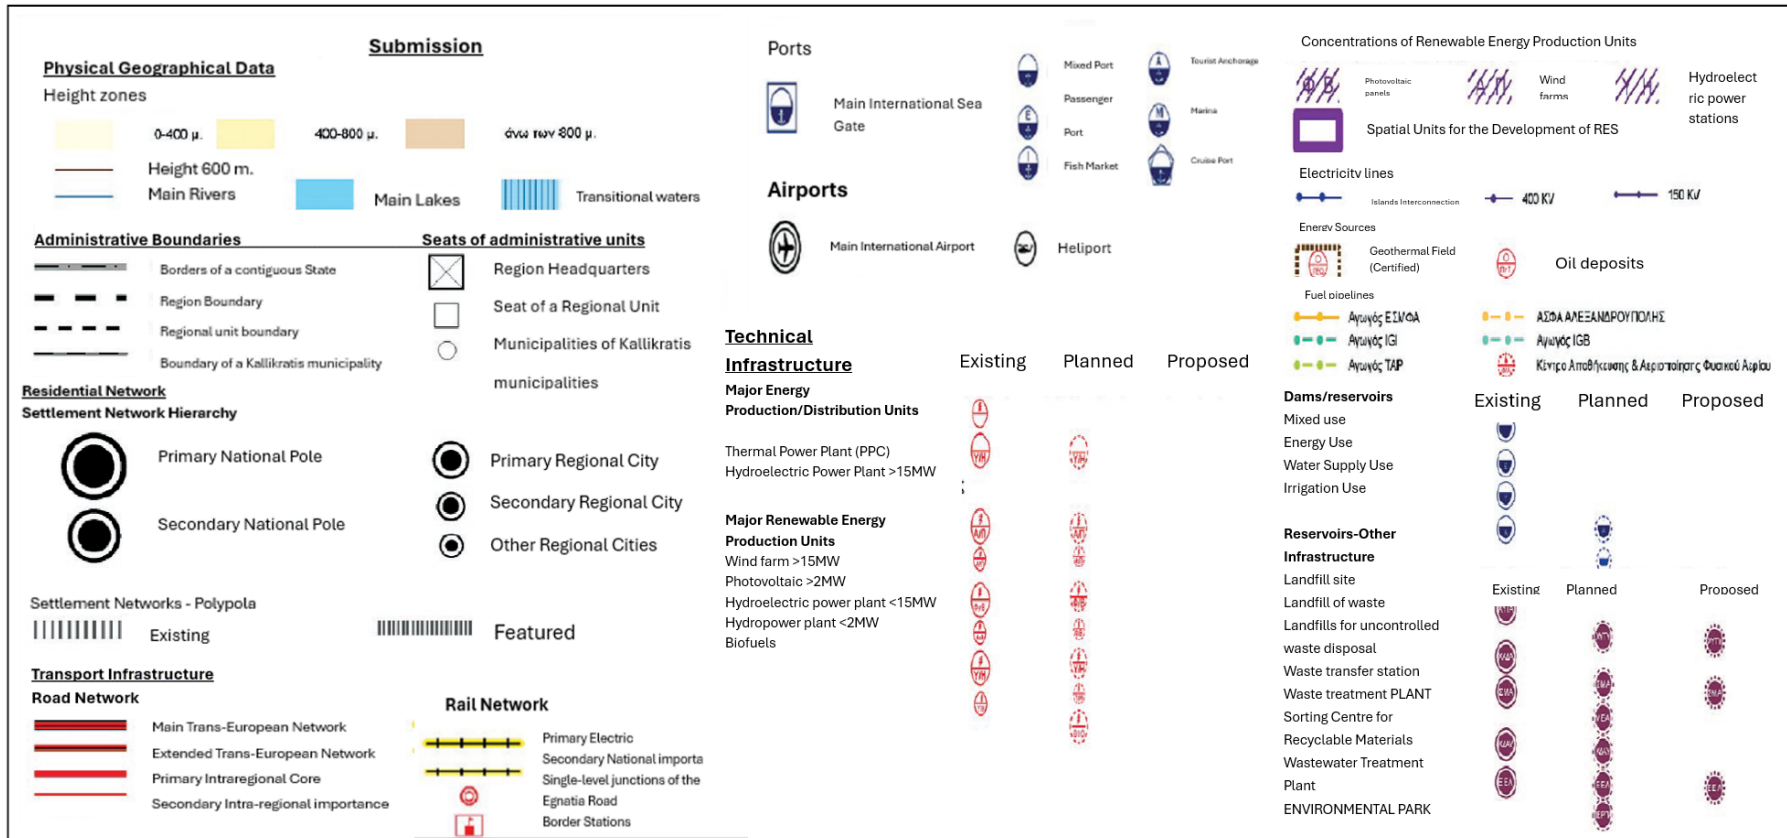 Submission
Physical Geographical Data
Height zones
0-400 μ.
400-800 μ.
άνω των 800 μ.
Height 600 m.
Main Rivers
Main Lakes
Transitional waters
Administrative Boundaries
Borders of a contiguous State
Region Boundary
Regional unit boundary
Boundary of a Kallikratis municipality
Seats of administrative units
Region Headquarters
Seat of a Regional Unit
Municipalities of Kallikratis
municipalities
Residential Network
Settlement Network Hierarchy
Primary National Pole
Secondary National Pole
Primary Regional City
Secondary Regional City
Other Regional Cities
Settlement Networks - Polypola
Existing
Featured
Transport Infrastructure
Road Network
Main Trans-European Network
Extended Trans-European Network
Primary Intraregional Core
Secondary Intra-regional importance
Rail Network
Primary Electric
Secondary National importa
Single-level junctions of the
Egnatia Road
Border Stations
Ports
Main International Sea
Gate
Mixed Port
Passenger
Port
Fish Market
Tourist Anchorage
Marina
Cruise Port
A
E
M
Airports
Main International Airport
Heliport
Technical
Infrastructure
Existing Planned Proposed
Major Energy
Production/Distribution Units
Thermal Power Plant (PPC)
Hydroelectric Power Plant >15MW
Major Renewable Energy
Production Units
Wind farm >15MW
Photovoltaic >2MW
Hydroelectric power plant <15MW
Hydropower plant <2MW
Biofuels
Concentrations of Renewable Energy Production Units
Φ Β
Photovoltaic
panels
Α Π
Wind
farms
Υ Η
Hydroelect
ric power
stations
Spatial Units for the Development of RES
Electricity lines
Islands Interconnection
400 KV
150 KV
Energy Sources
Geothermal Field
(Certified)
Oil deposits
Fuel pipelines
Αγωγός ΕΣΜΦΑ
ΑΣΦΑ ΑΛΕΞΑΝΔΡΟΥΠΟΛΗΣ
Αγωγός IGI
Αγωγός IGB
Αγωγός TAP
Κέντρο Αποθήκευσης & Αεριοποίησης Φυσικού Αερίου
Dams/reservoirs
Existing Planned Proposed
Mixed use
Energy Use
Water Supply Use
Irrigation Use
Reservoirs-Other
Infrastructure
Landfill site
Existing Planned Proposed
Landfill of waste
Landfills for uncontrolled
waste disposal
Waste transfer station
Waste treatment PLANT
Sorting Centre for
Recyclable Materials
Wastewater Treatment
Plant
ENVIRONMENTAL PARK